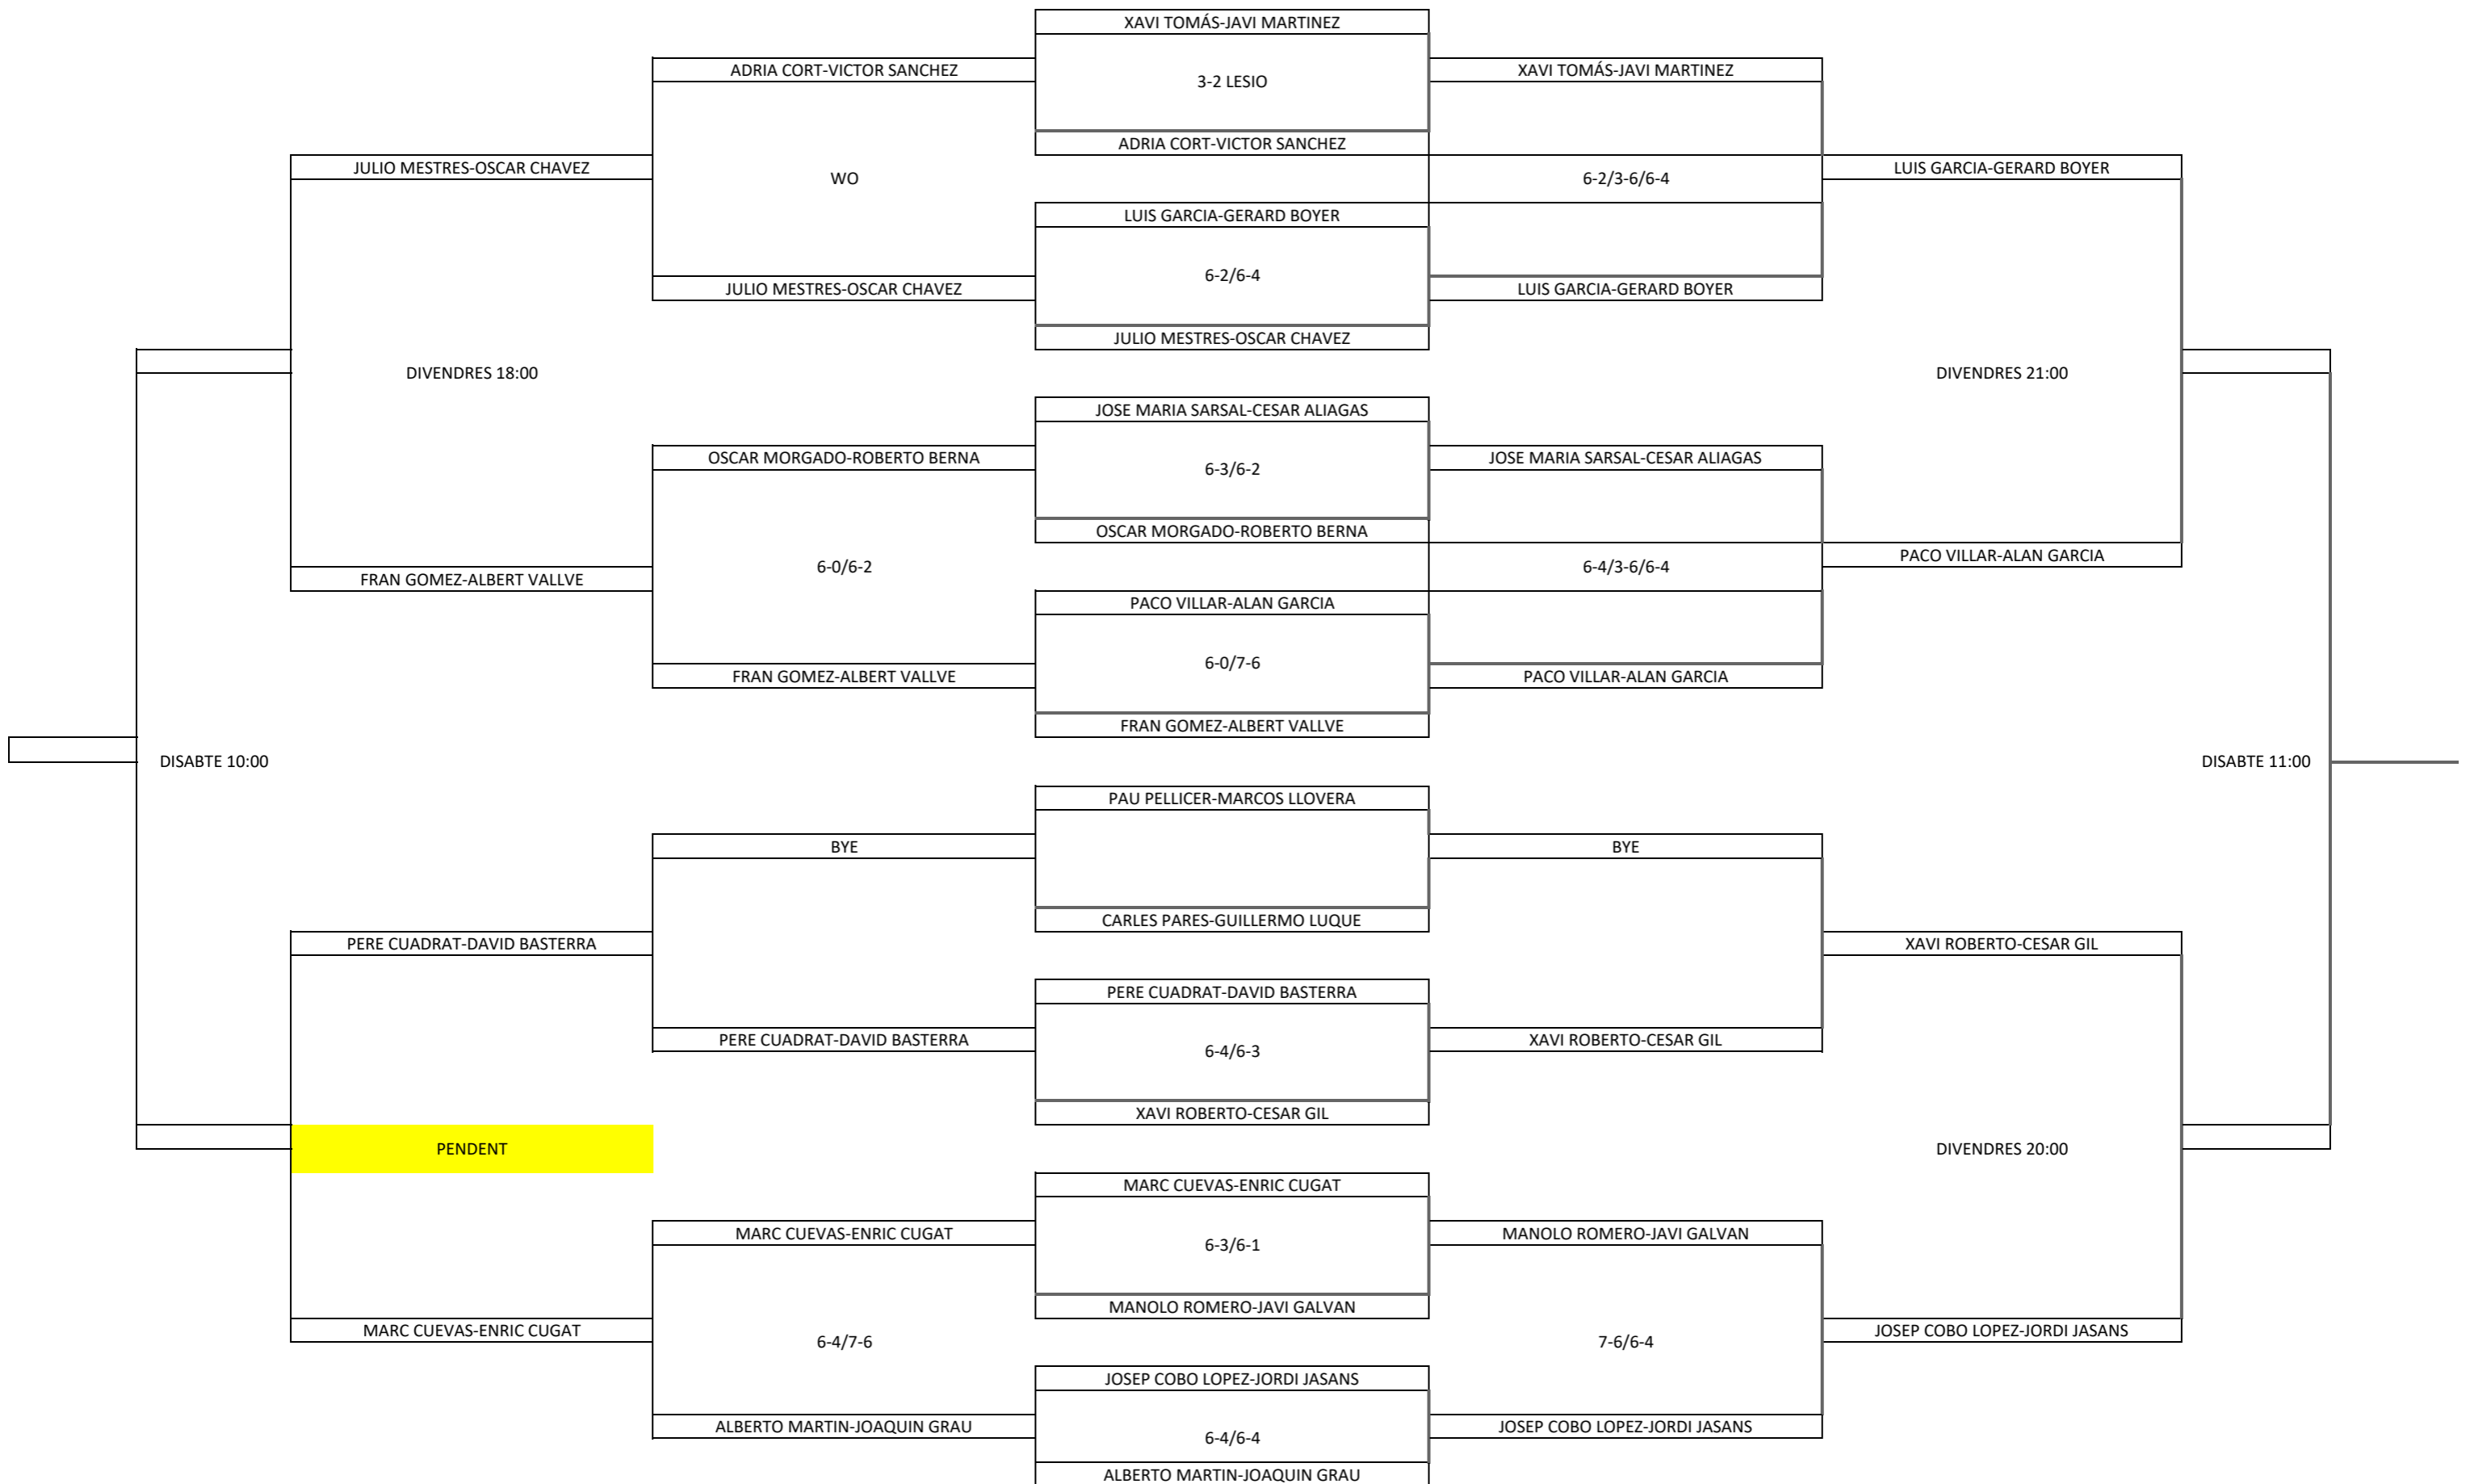 XAVI TOMÁS-JAVI MARTINEZ
ADRIA CORT-VICTOR SANCHEZ
3-2 LESIO
XAVI TOMÁS-JAVI MARTINEZ
ADRIA CORT-VICTOR SANCHEZ
JULIO MESTRES-OSCAR CHAVEZ
WO
6-2/3-6/6-4
LUIS GARCIA-GERARD BOYER
LUIS GARCIA-GERARD BOYER
6-2/6-4
JULIO MESTRES-OSCAR CHAVEZ
LUIS GARCIA-GERARD BOYER
JULIO MESTRES-OSCAR CHAVEZ
DIVENDRES 18:00
DIVENDRES 21:00
JOSE MARIA SARSAL-CESAR ALIAGAS
OSCAR MORGADO-ROBERTO BERNA
6-3/6-2
JOSE MARIA SARSAL-CESAR ALIAGAS
OSCAR MORGADO-ROBERTO BERNA
FRAN GOMEZ-ALBERT VALLVE
6-0/6-2
6-4/3-6/6-4
PACO VILLAR-ALAN GARCIA
PACO VILLAR-ALAN GARCIA
6-0/7-6
FRAN GOMEZ-ALBERT VALLVE
PACO VILLAR-ALAN GARCIA
FRAN GOMEZ-ALBERT VALLVE
DISABTE 10:00
DISABTE 11:00
PAU PELLICER-MARCOS LLOVERA
BYE
BYE
CARLES PARES-GUILLERMO LUQUE
PERE CUADRAT-DAVID BASTERRA
XAVI ROBERTO-CESAR GIL
PERE CUADRAT-DAVID BASTERRA
PERE CUADRAT-DAVID BASTERRA
6-4/6-3
XAVI ROBERTO-CESAR GIL
XAVI ROBERTO-CESAR GIL
PENDENT
DIVENDRES 20:00
MARC CUEVAS-ENRIC CUGAT
MARC CUEVAS-ENRIC CUGAT
6-3/6-1
MANOLO ROMERO-JAVI GALVAN
MANOLO ROMERO-JAVI GALVAN
MARC CUEVAS-ENRIC CUGAT
6-4/7-6
7-6/6-4
JOSEP COBO LOPEZ-JORDI JASANS
JOSEP COBO LOPEZ-JORDI JASANS
ALBERTO MARTIN-JOAQUIN GRAU
6-4/6-4
JOSEP COBO LOPEZ-JORDI JASANS
ALBERTO MARTIN-JOAQUIN GRAU